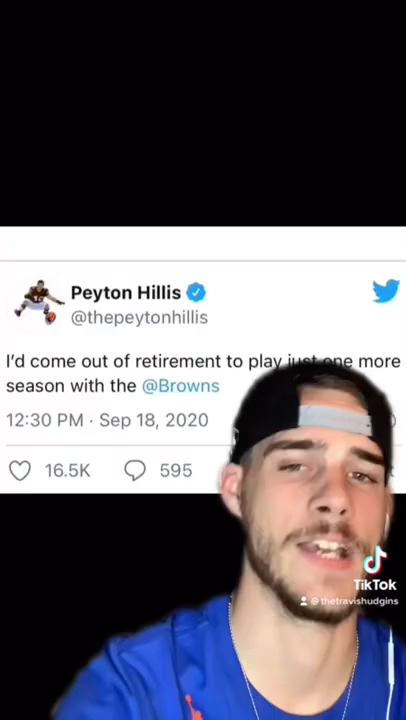 Peyton Hillis
@thepeytonhillis
I'd come out of retirement to play just one more
season with the @Browns
12:30 PM · Sep 18, 2020
16.5K 595
TikTok
@thetravishudgins